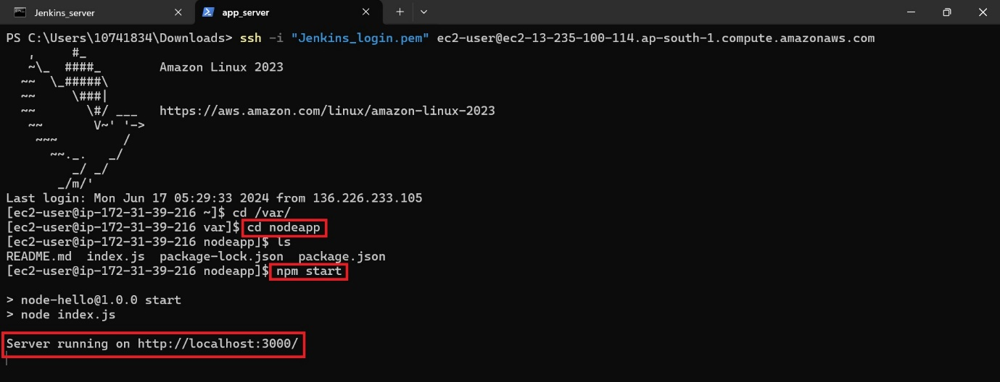 Jenkins_server
app_server
PS C:\Users\10741834\Downloads> ssh -i "Jenkins_login.pem" ec2-user@ec2-13-235-100-114.ap-south-1.compute.amazonaws.com
   ,     #_
   ~\_  ####_        Amazon Linux 2023
  ~~  \_#####\
  ~~     \###|
  ~~       \#/ ___   https://aws.amazon.com/linux/amazon-linux-2023
   ~~       V~' '->
    ~~~         /
      ~~._.   _/
         _/ _/
       _/m/'
Last login: Mon Jun 17 05:29:33 2024 from 136.226.233.105
[ec2-user@ip-172-31-39-216 ~]$ cd /var/
[ec2-user@ip-172-31-39-216 var]$ cd nodeapp
[ec2-user@ip-172-31-39-216 nodeapp]$ ls
README.md  index.js  package-lock.json  package.json
[ec2-user@ip-172-31-39-216 nodeapp]$ npm start
> node-hello@1.0.0 start
> node index.js
Server running on http://localhost:3000/